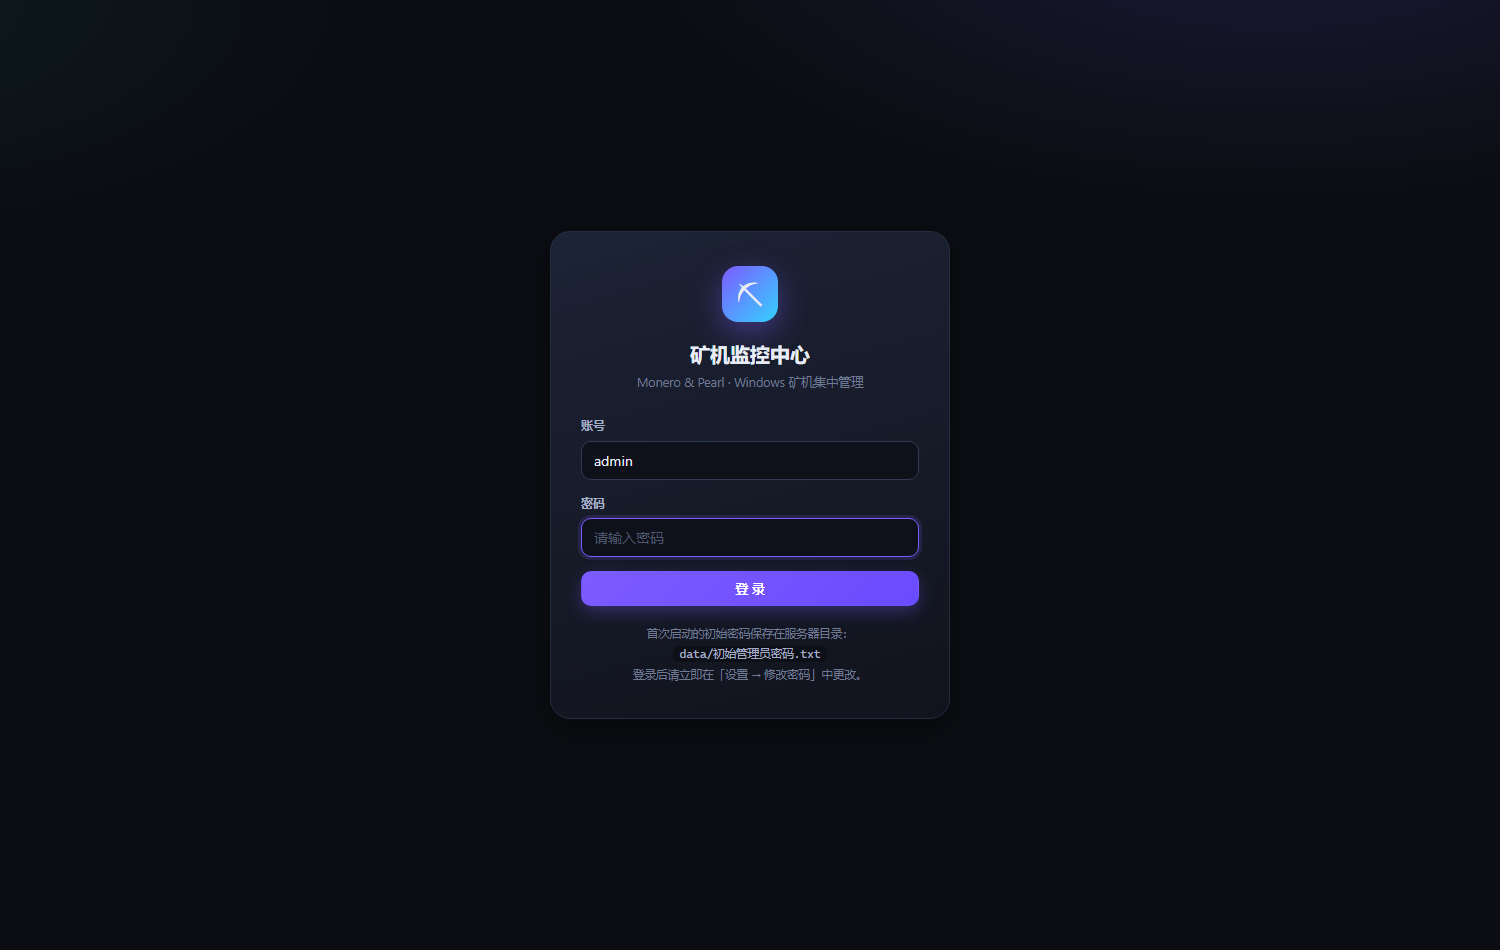 矿机监控中心
Monero & Pearl · Windows 矿机集中管理
账号
admin
密码
请输入密码
登 录
首次启动的初始密码保存在服务器目录：
data/初始管理员密码.txt
登录后请立即在「设置 → 修改密码」中更改。